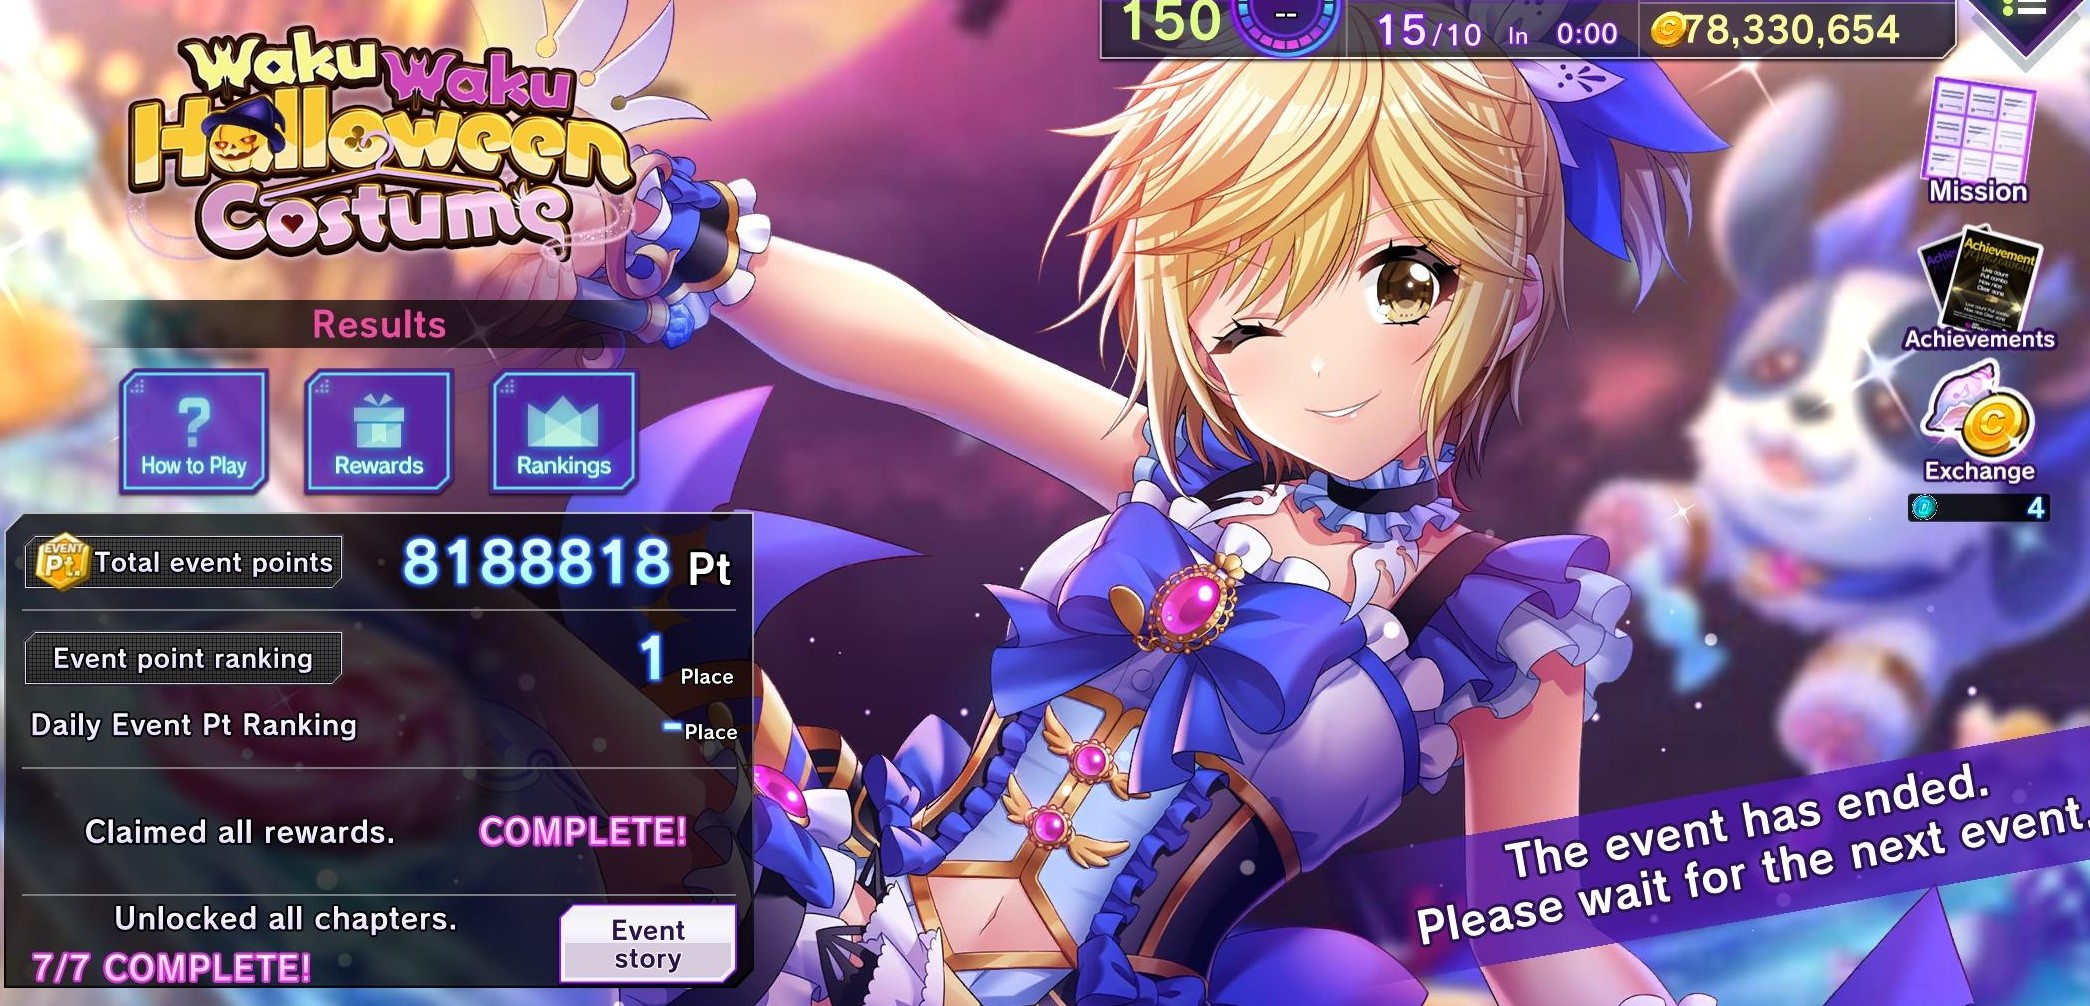 150
--
15/10 In 0:00
78,330,654
Waku Waku
Halloween
Costume
Results
How to Play
Rewards
Rankings
Mission
Achievement
Achievements
Exchange
4
EVENT
Pt.
Total event points
8188818 Pt
Event point ranking
1 Place
Daily Event Pt Ranking
- Place
Claimed all rewards.
COMPLETE!
Unlocked all chapters.
7/7 COMPLETE!
Event
story
The event has ended.
Please wait for the next event.